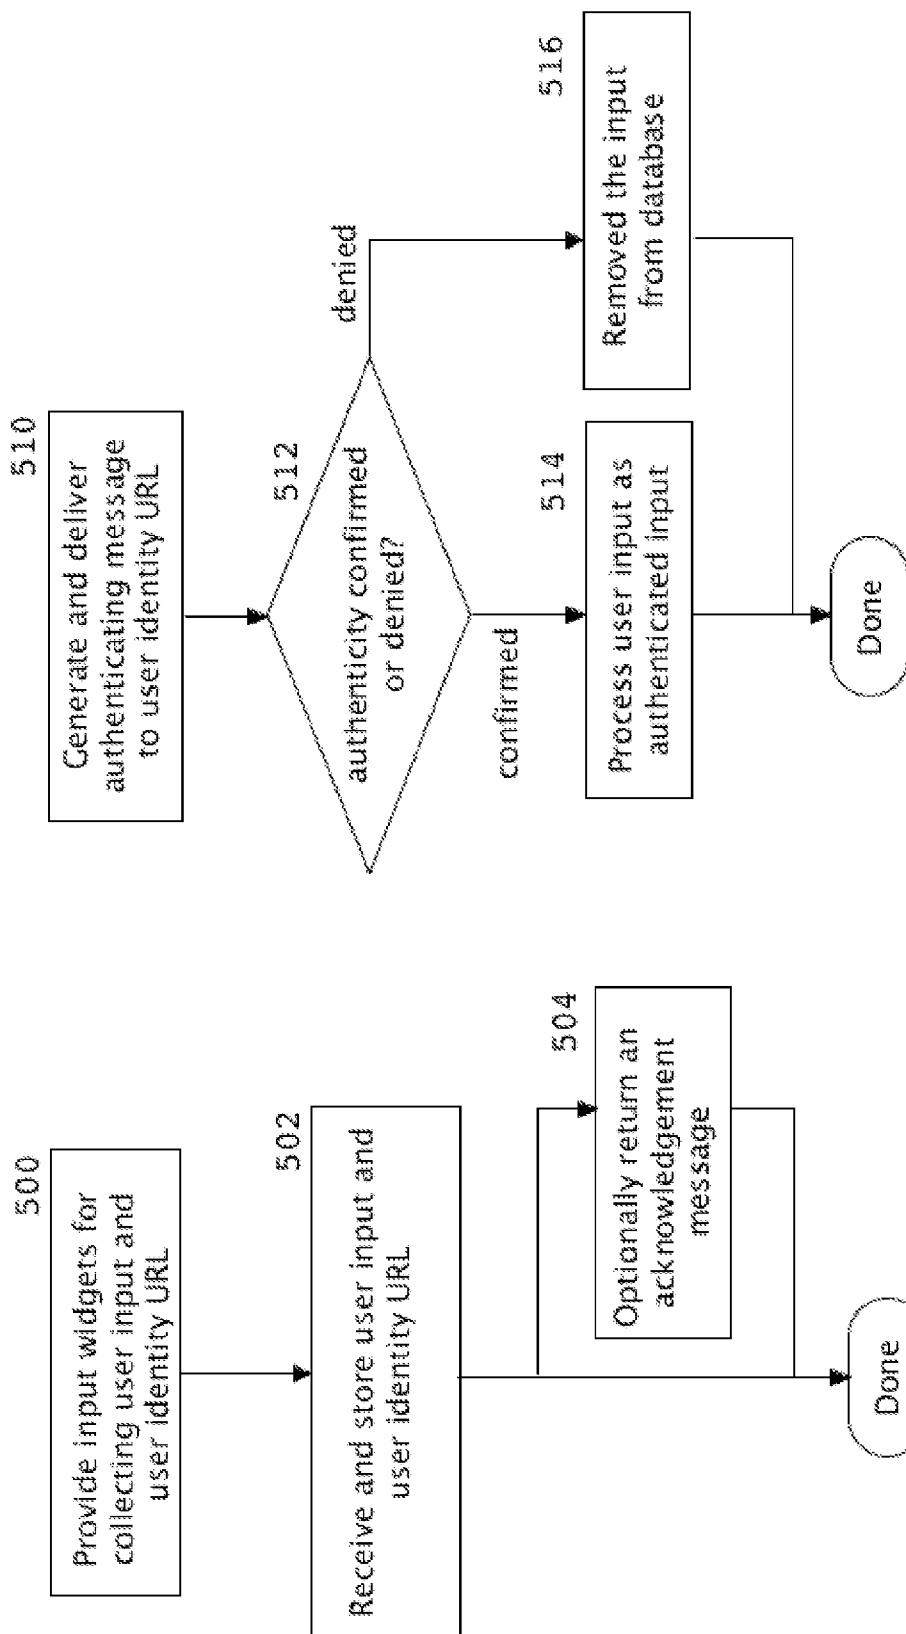 500
Provide input widgets for
collecting user input and
user identity URL
502
Receive and store user input and
user identity URL
504
Optionally return an
acknowledgement
message
Done
510
Generate and deliver
authenticating message
to user identity URL
512
authenticity confirmed
or denied?
denied
confirmed
514
Process user input as
authenticated input
516
Removed the input
from database
Done